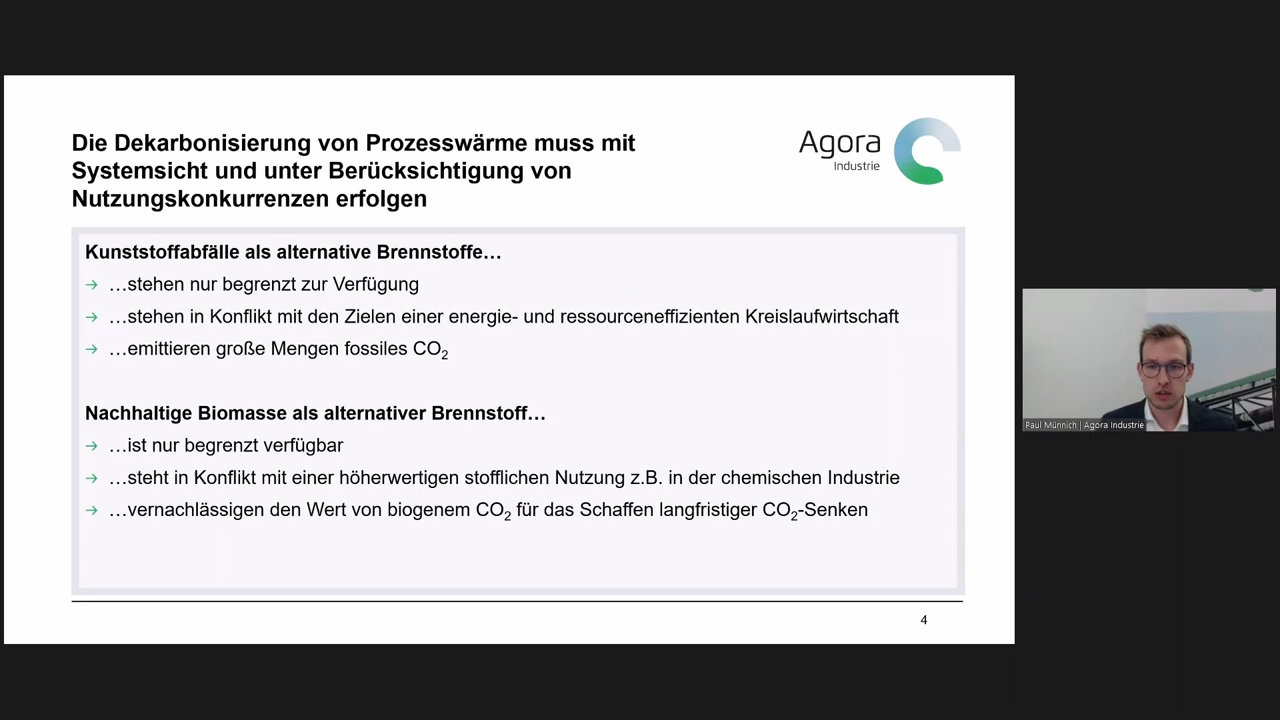 Die Dekarbonisierung von Prozesswärme muss mit
Systemsicht und unter Berücksichtigung von
Nutzungskonkurrenzen erfolgen
Agora
Industrie
Kunststoffabfälle als alternative Brennstoffe…
→ …stehen nur begrenzt zur Verfügung
→ …stehen in Konflikt mit den Zielen einer energie- und ressourceneffizienten Kreislaufwirtschaft
→ …emittieren große Mengen fossiles CO₂
Nachhaltige Biomasse als alternativer Brennstoff…
→ …ist nur begrenzt verfügbar
→ …steht in Konflikt mit einer höherwertigen stofflichen Nutzung z.B. in der chemischen Industrie
→ …vernachlässigen den Wert von biogenem CO₂ für das Schaffen langfristiger CO₂-Senken
4
Paul Münnich | Agora Industrie